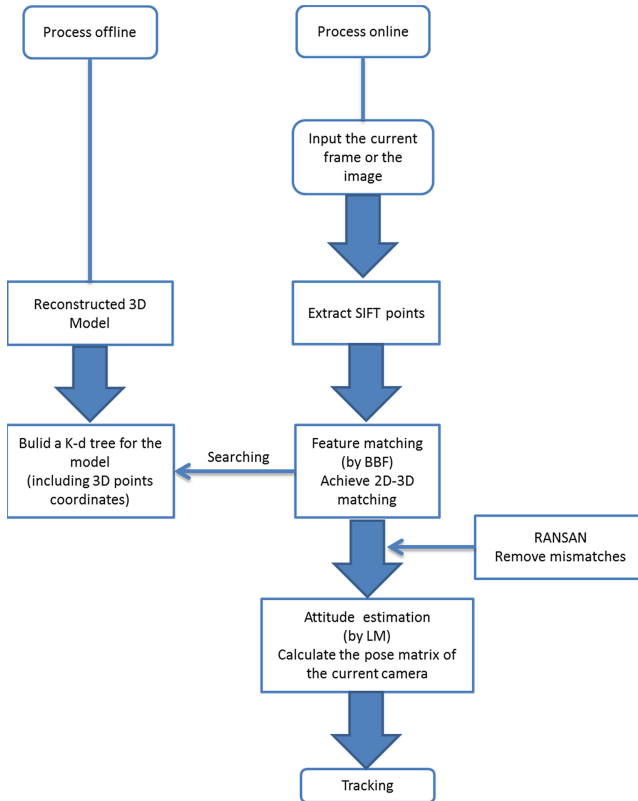 Process offline
Process online
Input the current
frame or the
image
Reconstructed 3D
Model
Extract SIFT points
Bulid a K-d tree for the
model
(including 3D points
coordinates)
Searching
Feature matching
(by BBF)
Achieve 2D-3D
matching
RANSAN
Remove mismatches
Attitude estimation
(by LM)
Calculate the pose matrix of
the current camera
Tracking